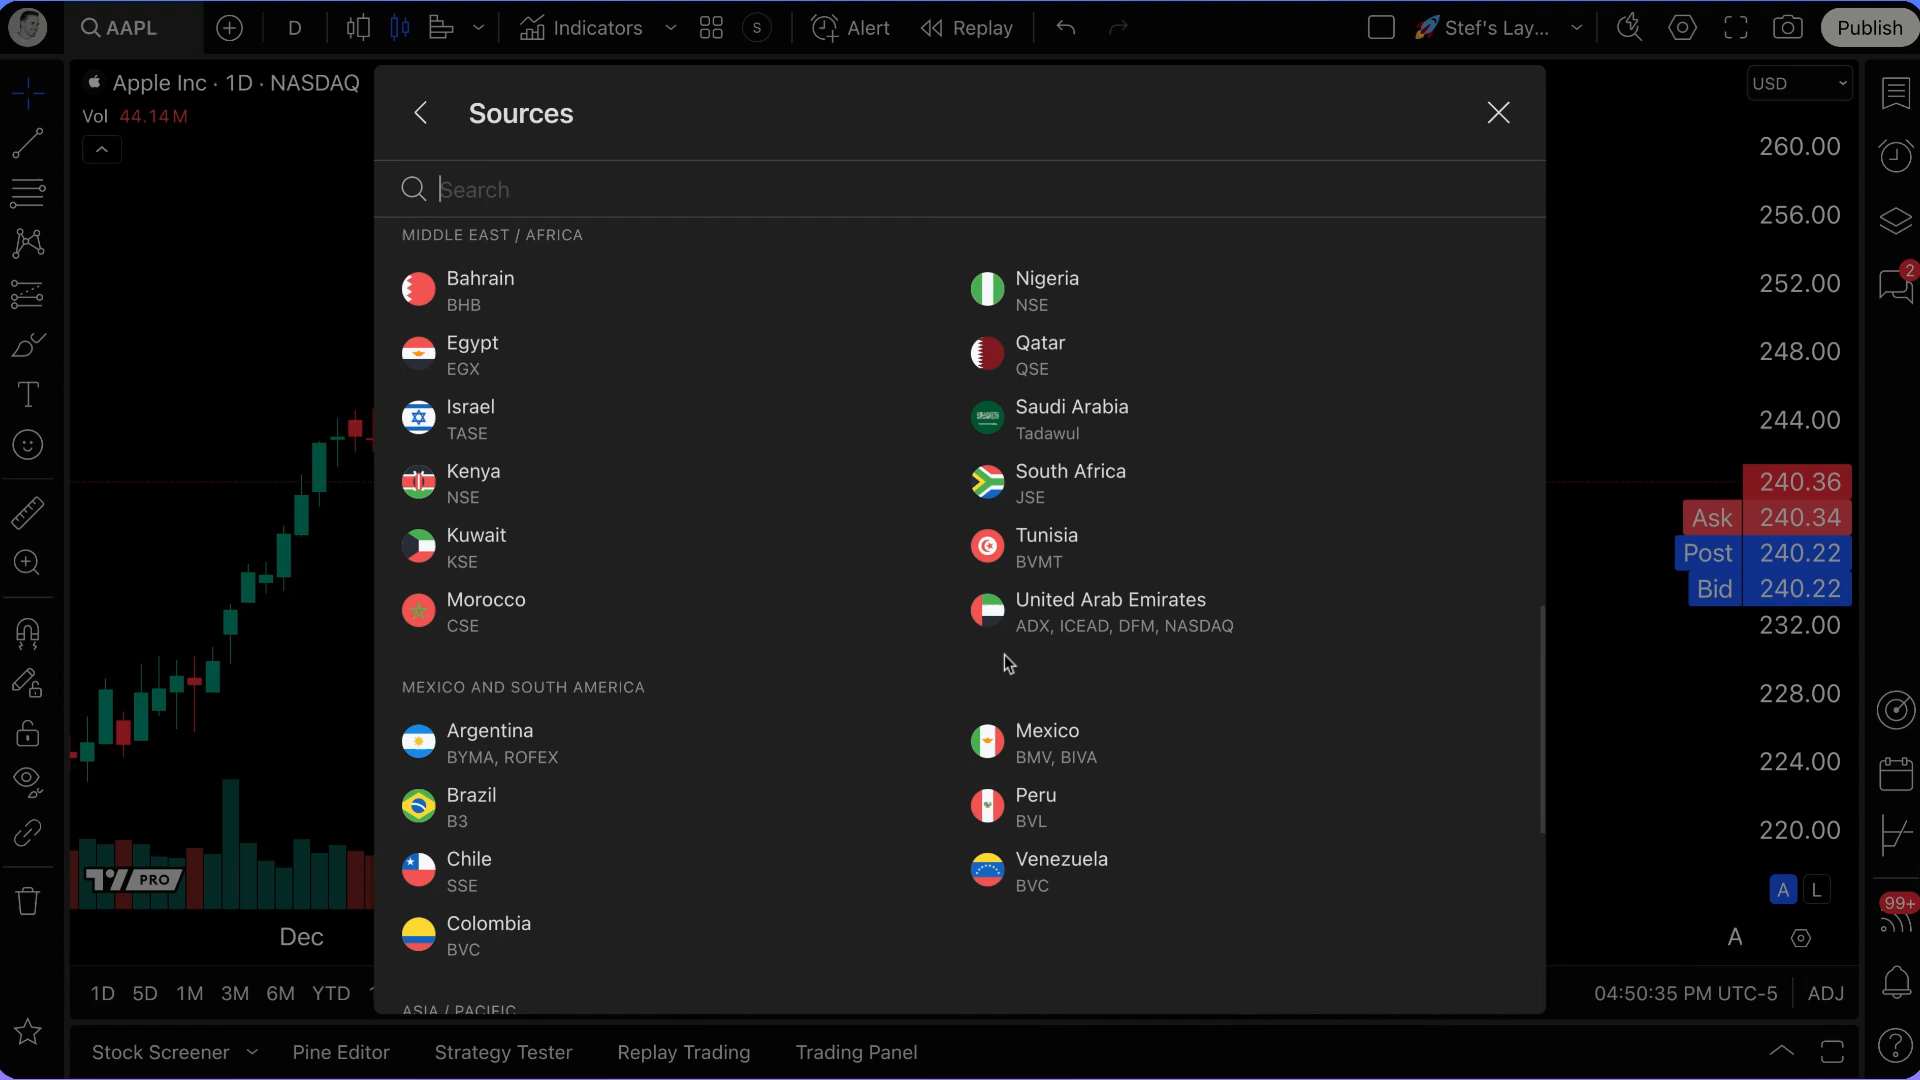 AAPL
D
Indicators
S
Alert
Replay
Stef's Lay...
Publish
Apple Inc · 1D · NASDAQ
Vol 44.14M
USD
Sources
Search
MIDDLE EAST / AFRICA
Bahrain
BHB
Nigeria
NSE
Egypt
EGX
Qatar
QSE
Israel
TASE
Saudi Arabia
Tadawul
Kenya
NSE
South Africa
JSE
Kuwait
KSE
Tunisia
BVMT
Morocco
CSE
United Arab Emirates
ADX, ICEAD, DFM, NASDAQ
MEXICO AND SOUTH AMERICA
Argentina
BYMA, ROFEX
Mexico
BMV, BIVA
Brazil
B3
Peru
BVL
Chile
SSE
Venezuela
BVC
Colombia
BVC
ASIA / PACIFIC
260.00
256.00
252.00
248.00
244.00
240.36
Ask 240.34
Post 240.22
Bid 240.22
232.00
228.00
224.00
220.00
A L
A
2
99+
PRO
Dec
1D 5D 1M 3M 6M YTD
04:50:35 PM UTC-5
ADJ
Stock Screener
Pine Editor
Strategy Tester
Replay Trading
Trading Panel